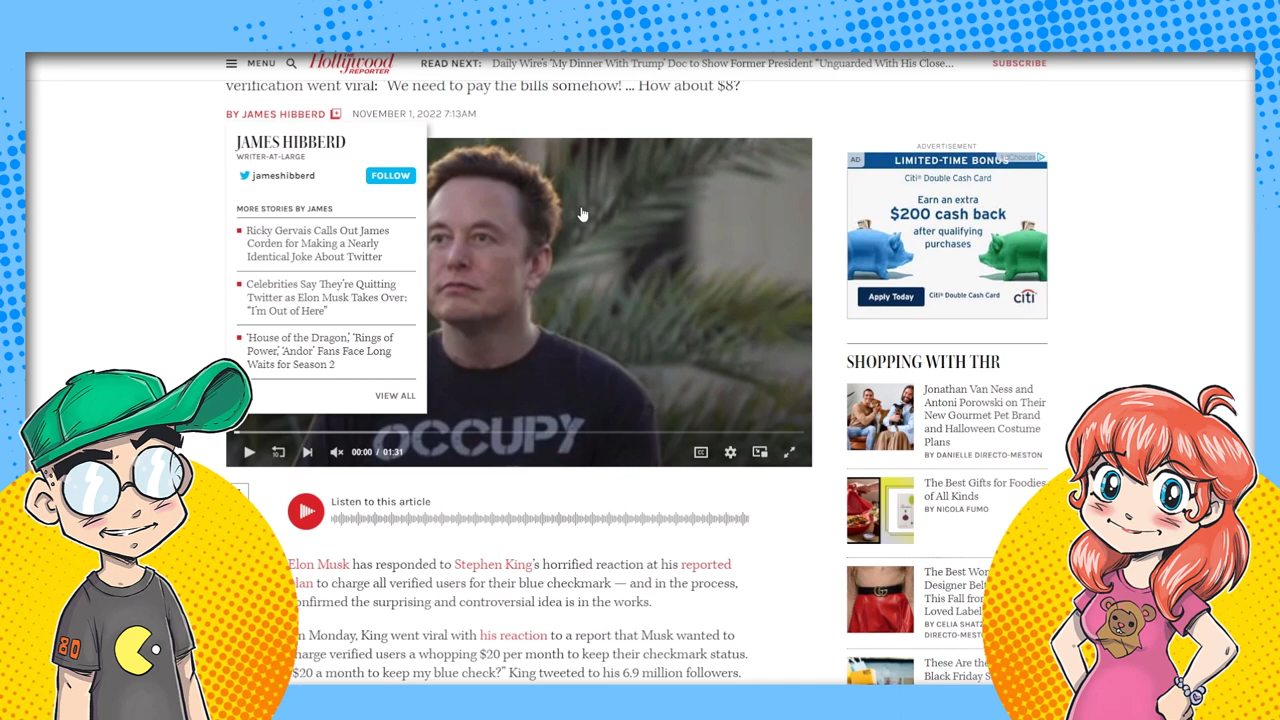 MENU
The Hollywood REPORTER
READ NEXT: Daily Wire's 'My Dinner With Trump' Doc to Show Former President "Unguarded With His Close...
SUBSCRIBE
verification went viral: "We need to pay the bills somehow! ... How about $8?"
BY JAMES HIBBERD
NOVEMBER 1, 2022 7:13AM
JAMES HIBBERD
WRITER-AT-LARGE
jameshibberd
FOLLOW
MORE STORIES BY JAMES
Ricky Gervais Calls Out James
Corden for Making a Nearly
Identical Joke About Twitter
Celebrities Say They're Quitting
Twitter as Elon Musk Takes Over:
"I'm Out of Here"
'House of the Dragon,' 'Rings of
Power,' 'Andor' Fans Face Long
Waits for Season 2
VIEW ALL
OCCUPY
10
00:00 / 01:31
CC
Listen to this article
Elon Musk has responded to Stephen King's horrified reaction at his reported
plan to charge all verified users for their blue checkmark — and in the process,
confirmed the surprising and controversial idea is in the works.
On Monday, King went viral with his reaction to a report that Musk wanted to
charge verified users a whopping $20 per month to keep their checkmark status.
"$20 a month to keep my blue check?" King tweeted to his 6.9 million followers.
ADVERTISEMENT
AD
LIMITED-TIME BONUS
AdChoices
Citi® Double Cash Card
Earn an extra
$200 cash back
after qualifying
purchases
Apply Today
Citi® Double Cash Card
citi
SHOPPING WITH THR
Jonathan Van Ness and
Antoni Porowski on Their
New Gourmet Pet Brand
and Halloween Costume
Plans
BY DANIELLE DIRECTO-MESTON
The Best Gifts for Foodies
of All Kinds
BY NICOLA FUMO
The Best
Designer Belt
This Fall from
Loved Label
BY CELIA
DIRECTO-MESTON
These Are the
Black Friday
80